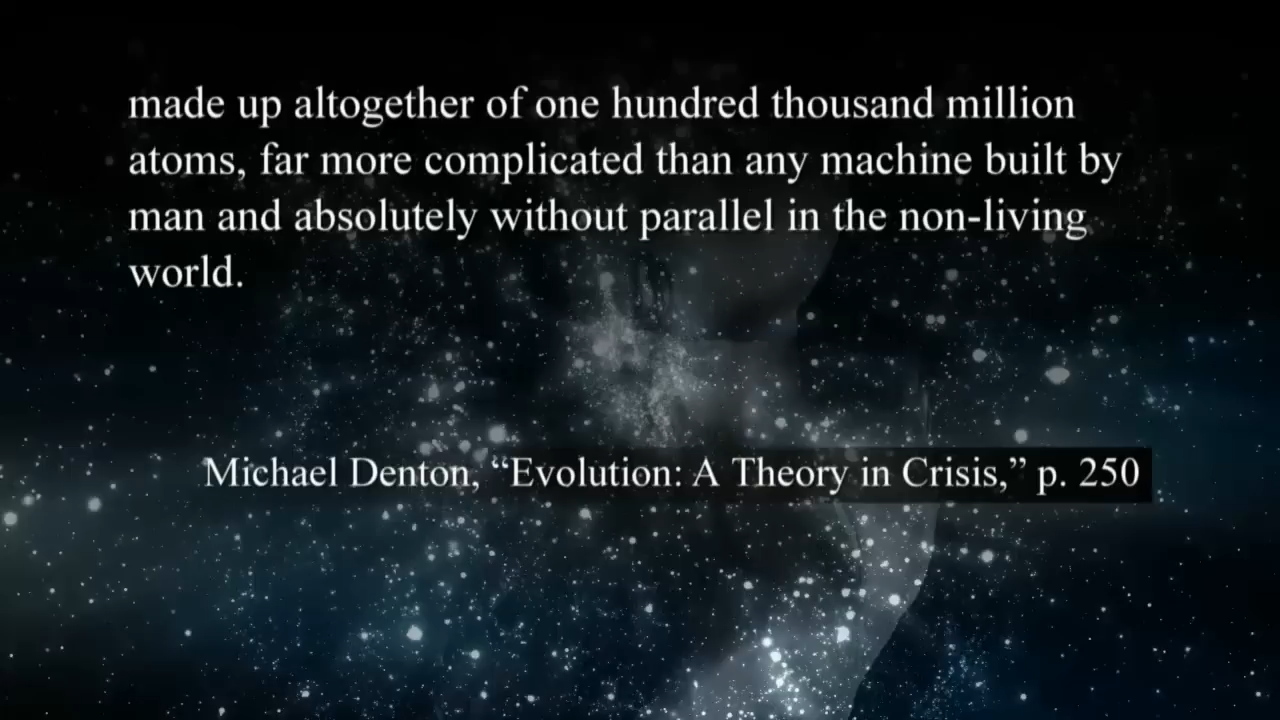 made up altogether of one hundred thousand million
atoms, far more complicated than any machine built by
man and absolutely without parallel in the non-living
world.
Michael Denton, “Evolution: A Theory in Crisis,” p. 250